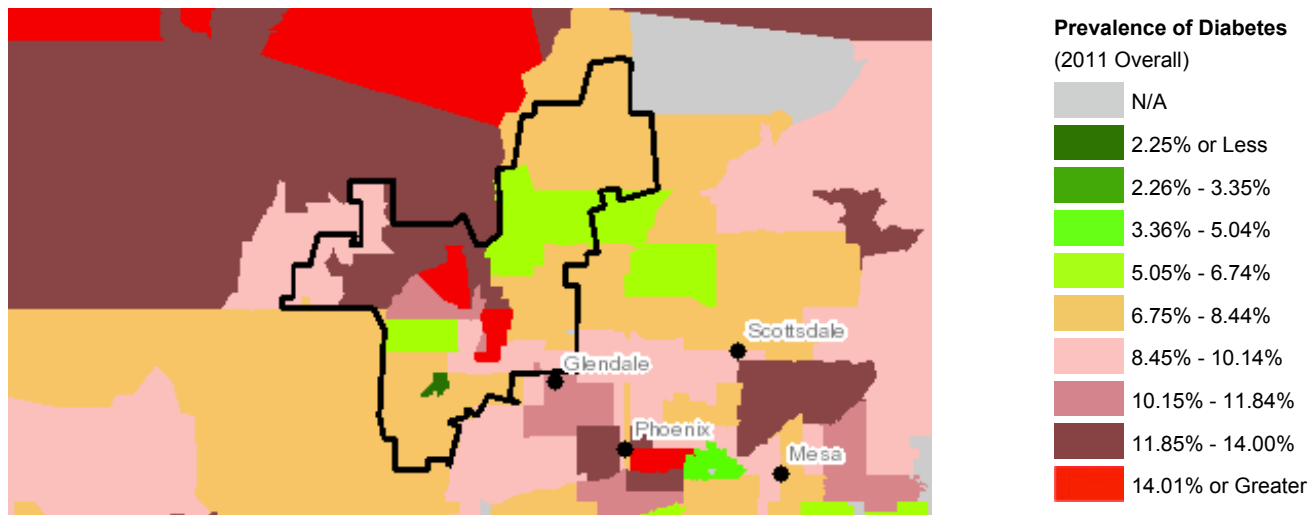 Prevalence of Diabetes
(2011 Overall)
N/A
2.25% or Less
2.26% - 3.35%
3.36% - 5.04%
5.05% - 6.74%
6.75% - 8.44%
8.45% - 10.14%
10.15% - 11.84%
11.85% - 14.00%
14.01% or Greater
Scottsdale
Glendale
Phoenix
Mesa